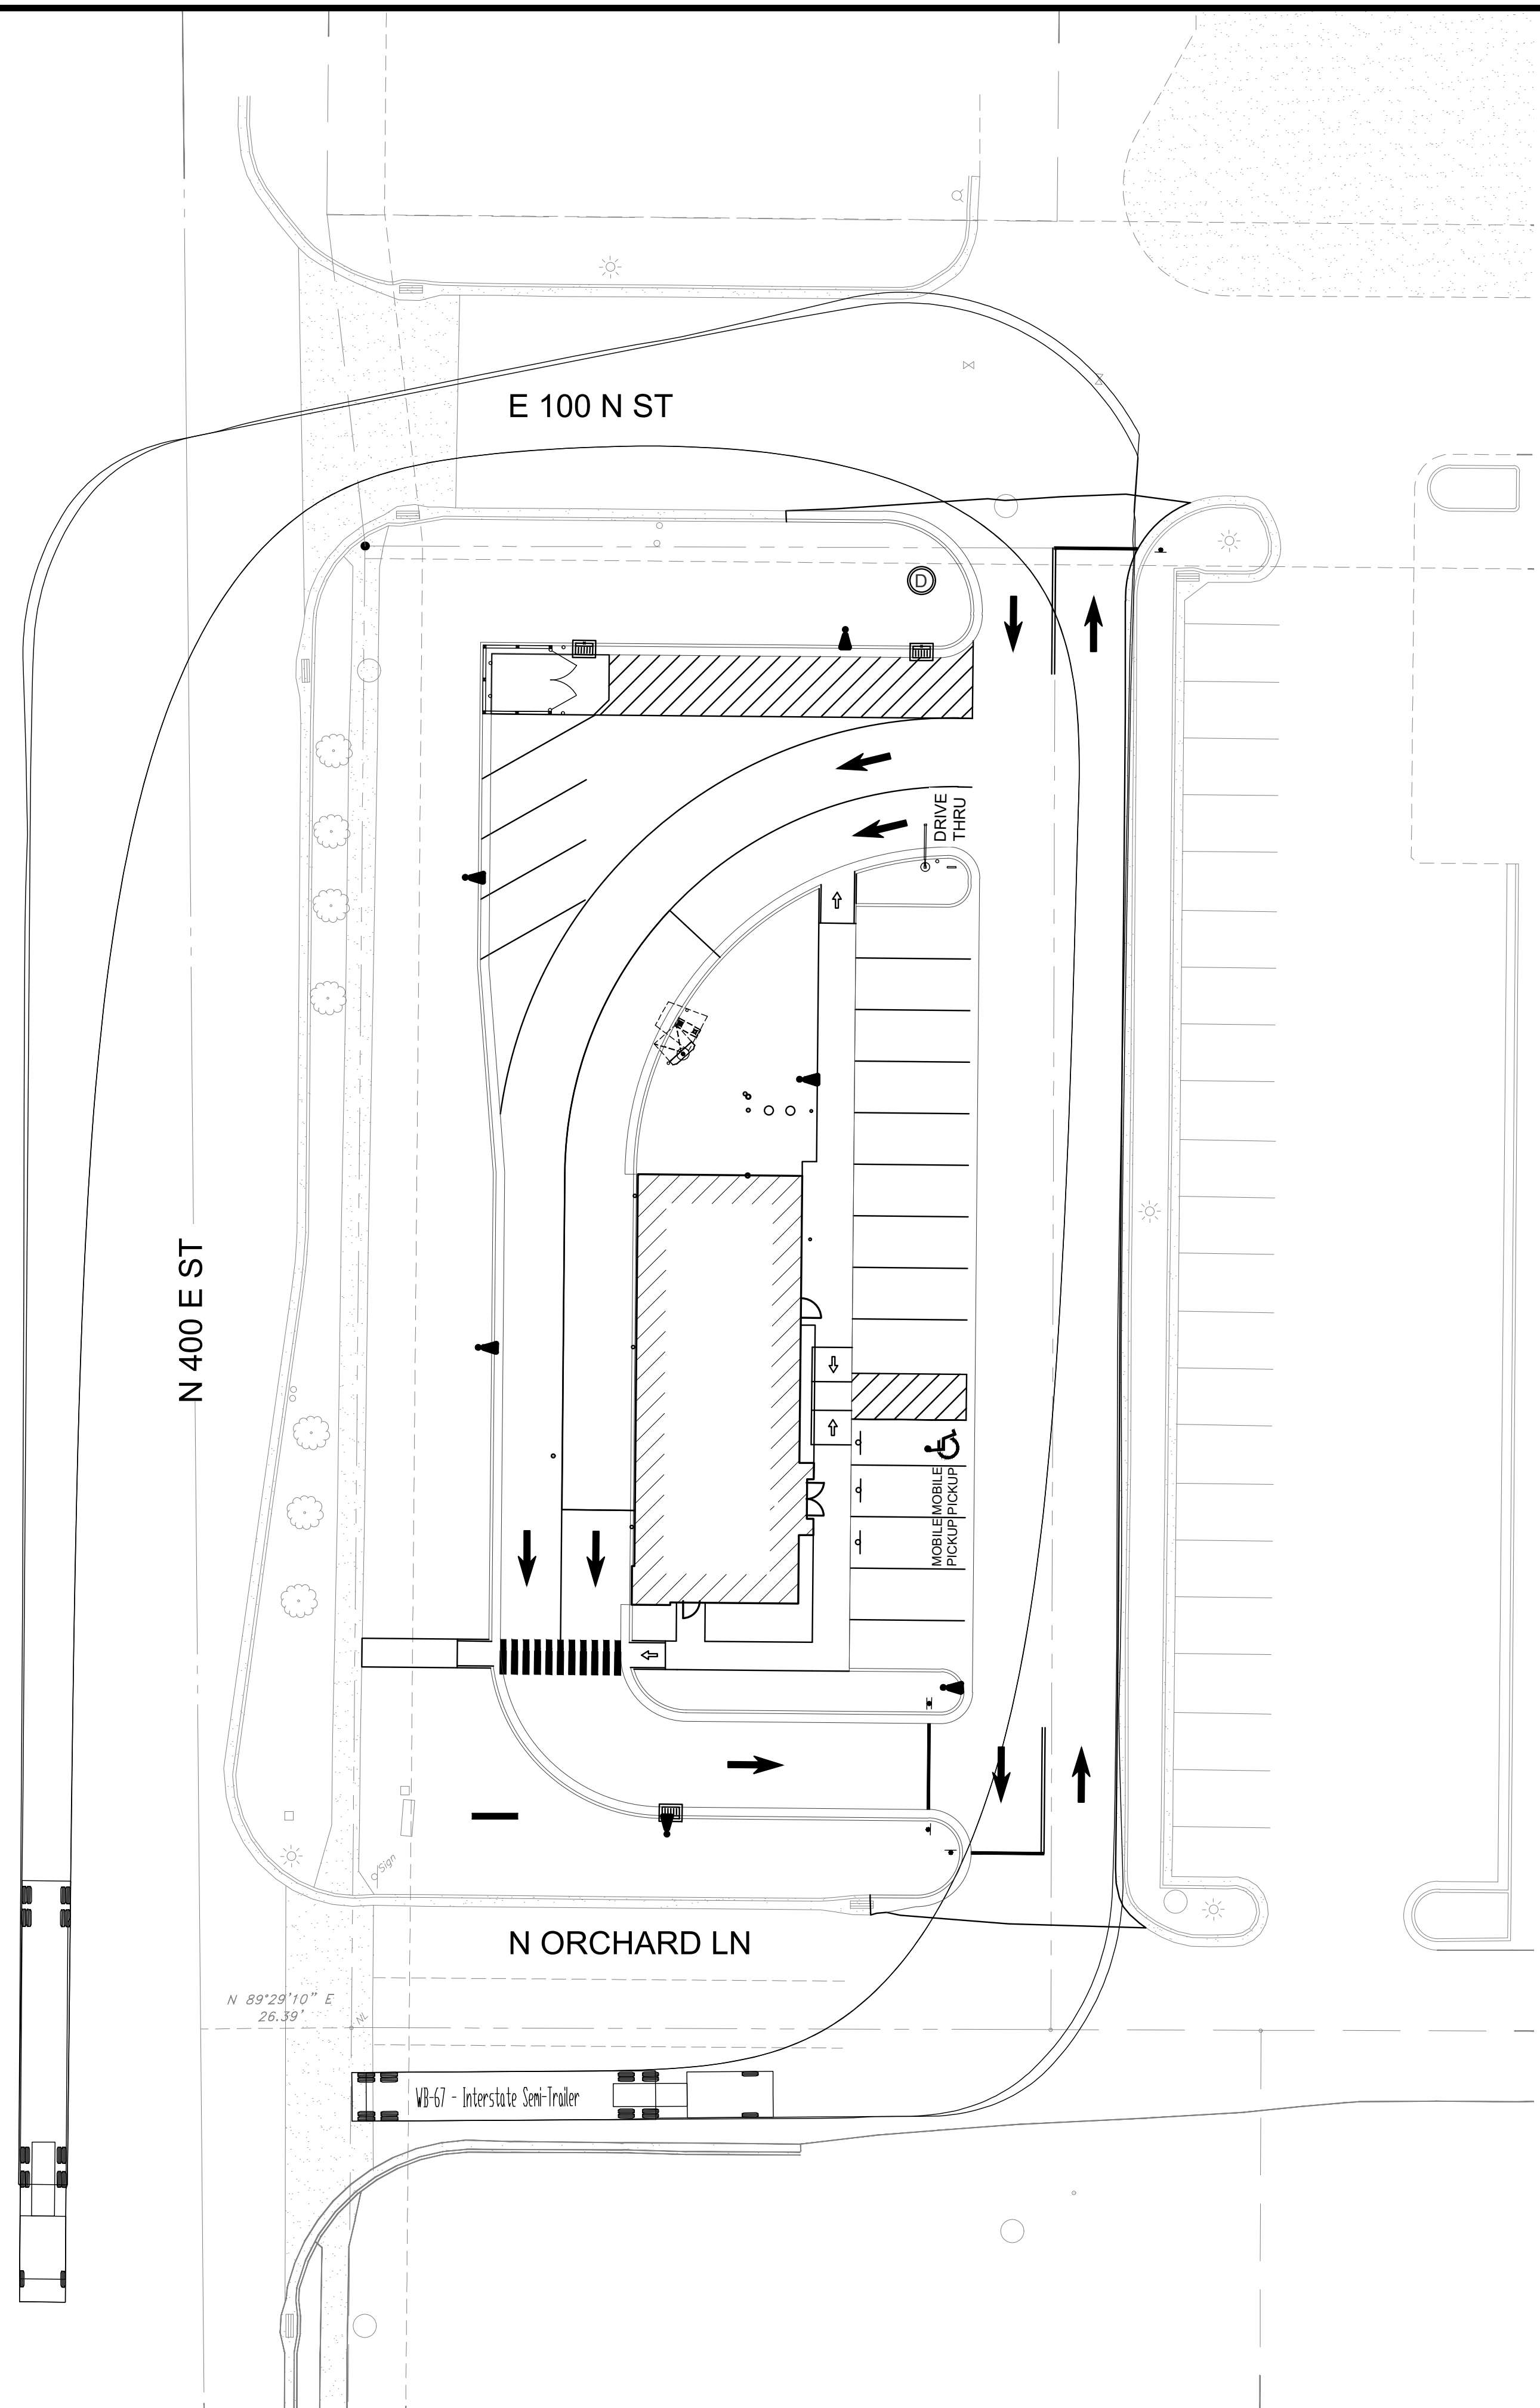 E 100 N ST
D
DRIVE
THRU
N 400 E ST
MOBILE
PICKUP
MOBILE
PICKUP
Sign
N ORCHARD LN
N 89°29'10" E
26.39'
NL
WB-67 - Interstate Semi-Trailer